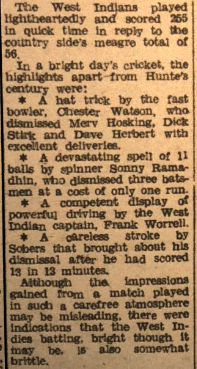 The West Indians played
lightheartedly and scored 255
in quick time in reply to the
country side's meagre total of
56.
In a bright day's cricket, the
highlights apart from Hunte's
century were:
* A hat trick by the fast
bowler, Chester Watson, who
dismissed Merv Hosking, Dick
Stirk and Dave Herbert with
excellent deliveries.
* A devastating spell of 11
balls by spinner Sonny Rama-
dhin, who dismissed three bats-
men at a cost of only one run.
* A competent display of
powerful driving by the West
Indian captain, Frank Worrell.
* A careless stroke by
Sobers that brought about his
dismissal after he had scored
13 in 13 minutes.
Although the impressions
gained from a match played
in such a carefree atmosphere
may be misleading, there were
indications that the West In-
dies batting, bright though it
may be, is also somewhat
brittle.